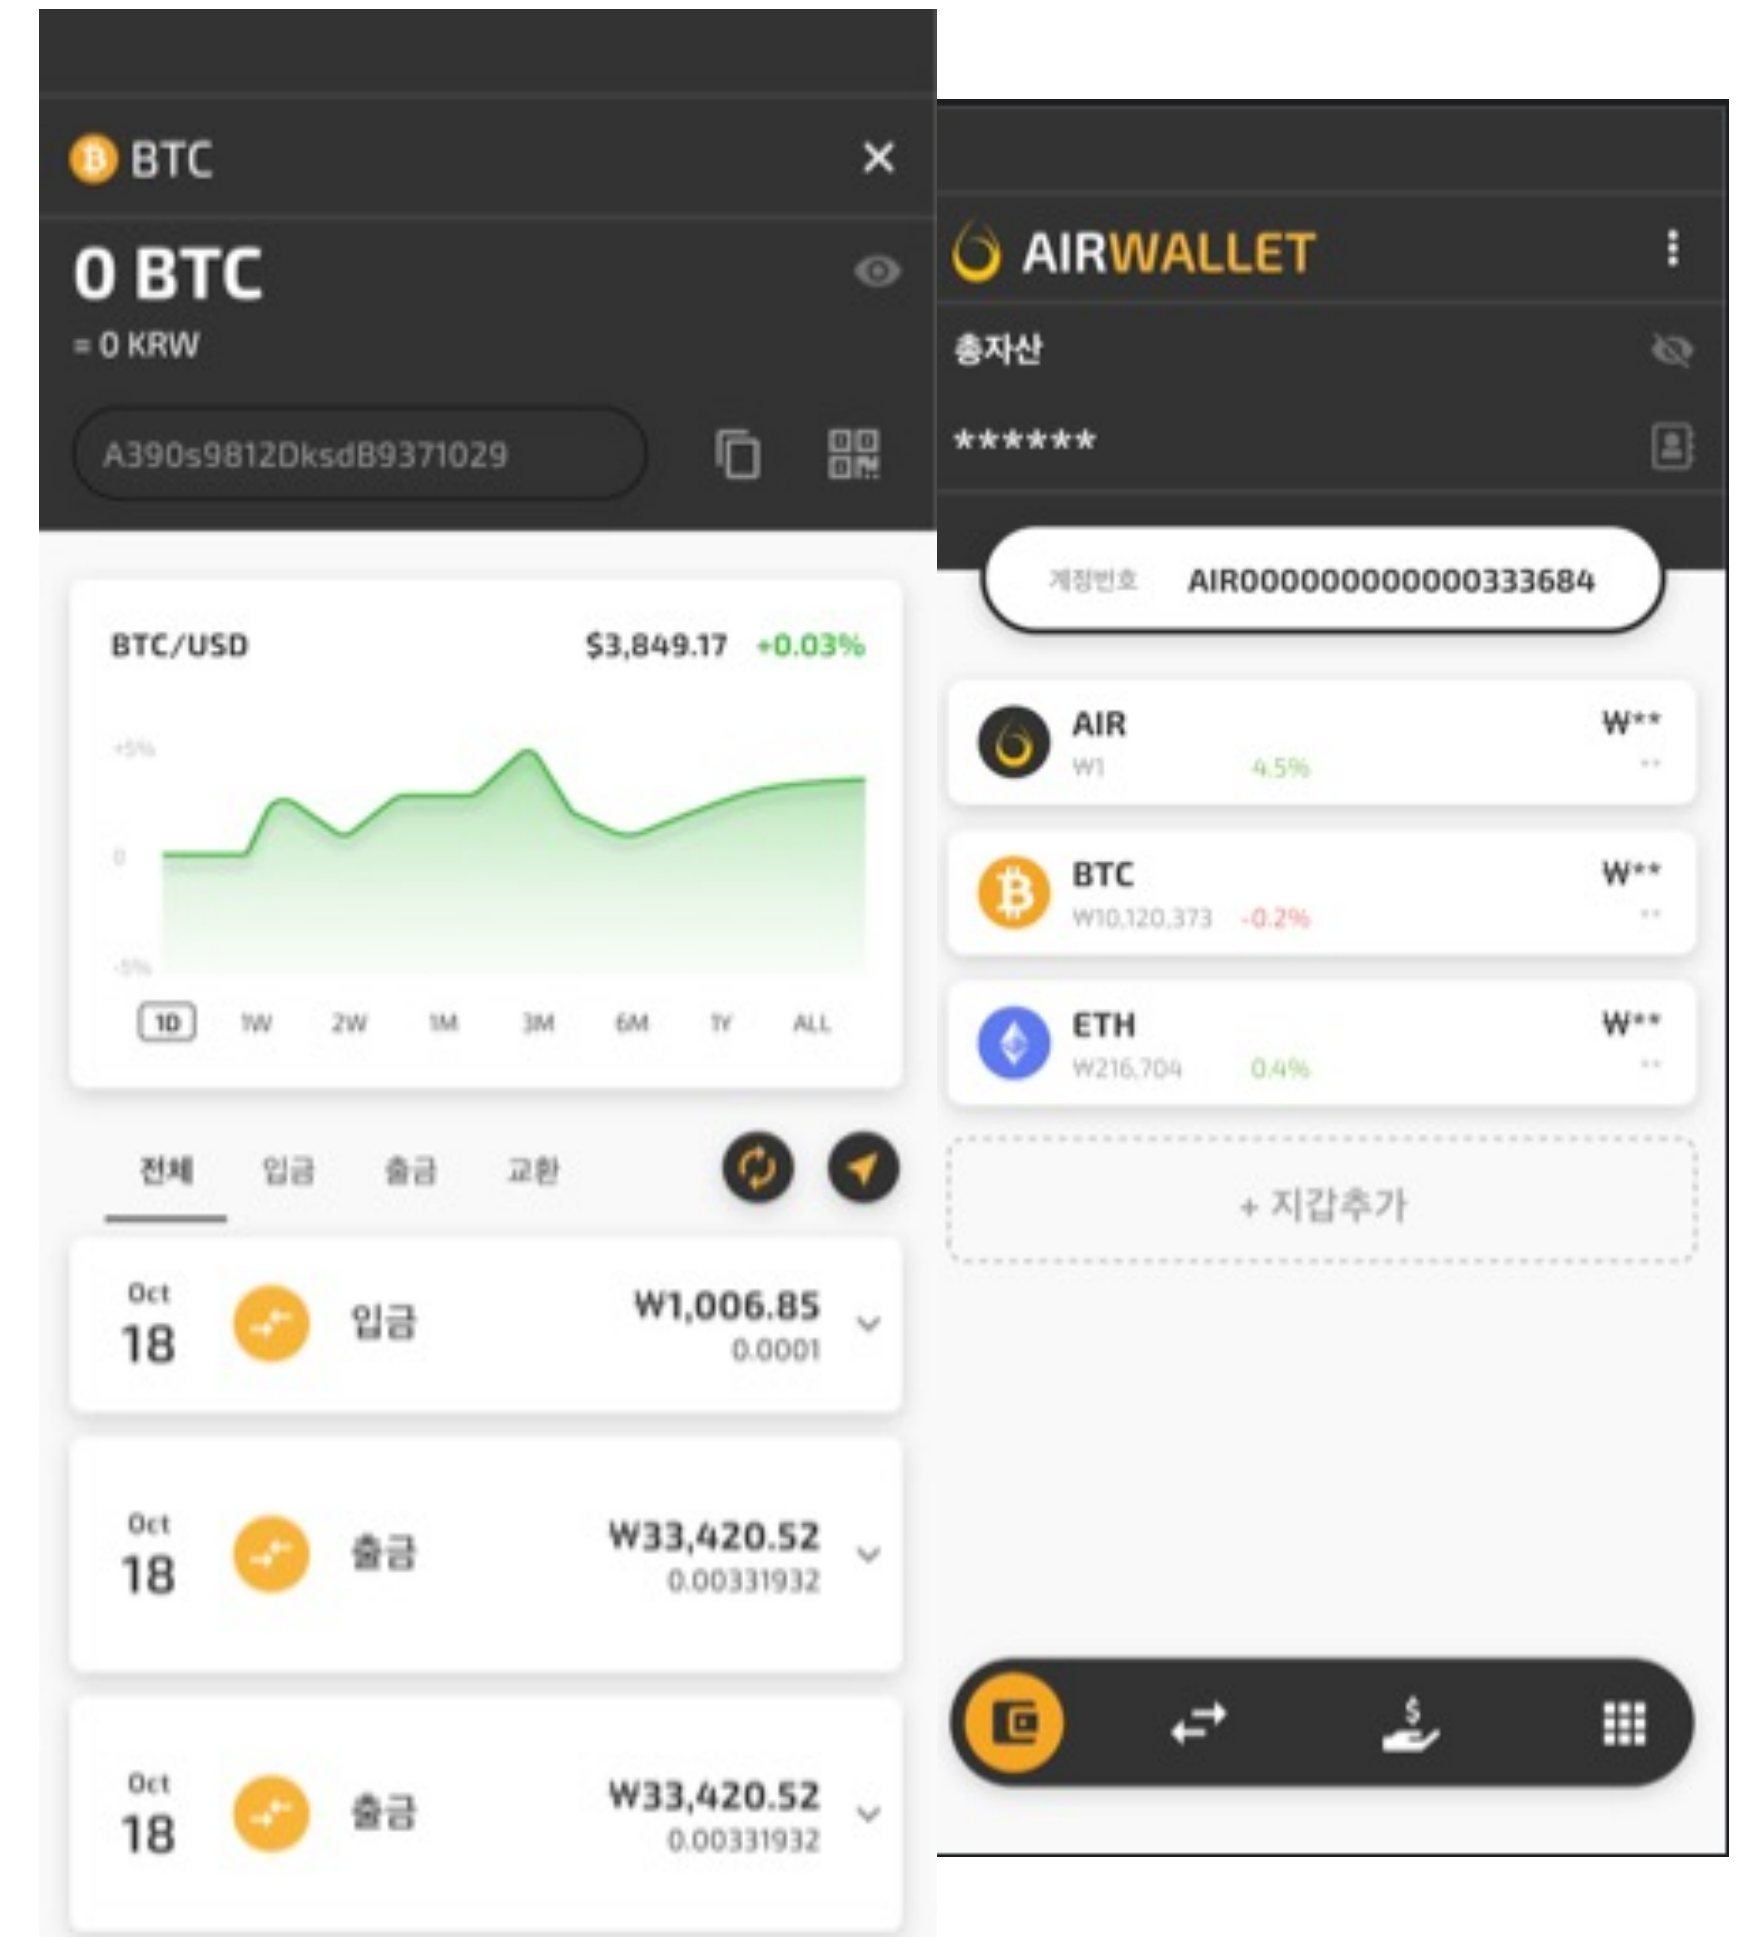 BTC
0 BTC
= 0 KRW
A390s9812DksdB9371029
BTC/USD $3,849.17 +0.03%
+5%
0
-5%
1D 1W 2W 1M 3M 6M 1Y ALL
전체 입금 출금 교환
Oct
18
입금
₩1,006.85
0.0001
Oct
18
출금
₩33,420.52
0.00331932
Oct
18
출금
₩33,420.52
0.00331932
AIRWALLET
총자산
******
계정번호 AIR0000000000000333684
AIR ₩**
₩1 4.5% **
BTC ₩**
₩10,120,373 -0.2% **
ETH ₩**
₩216,704 0.4% **
+ 지갑추가